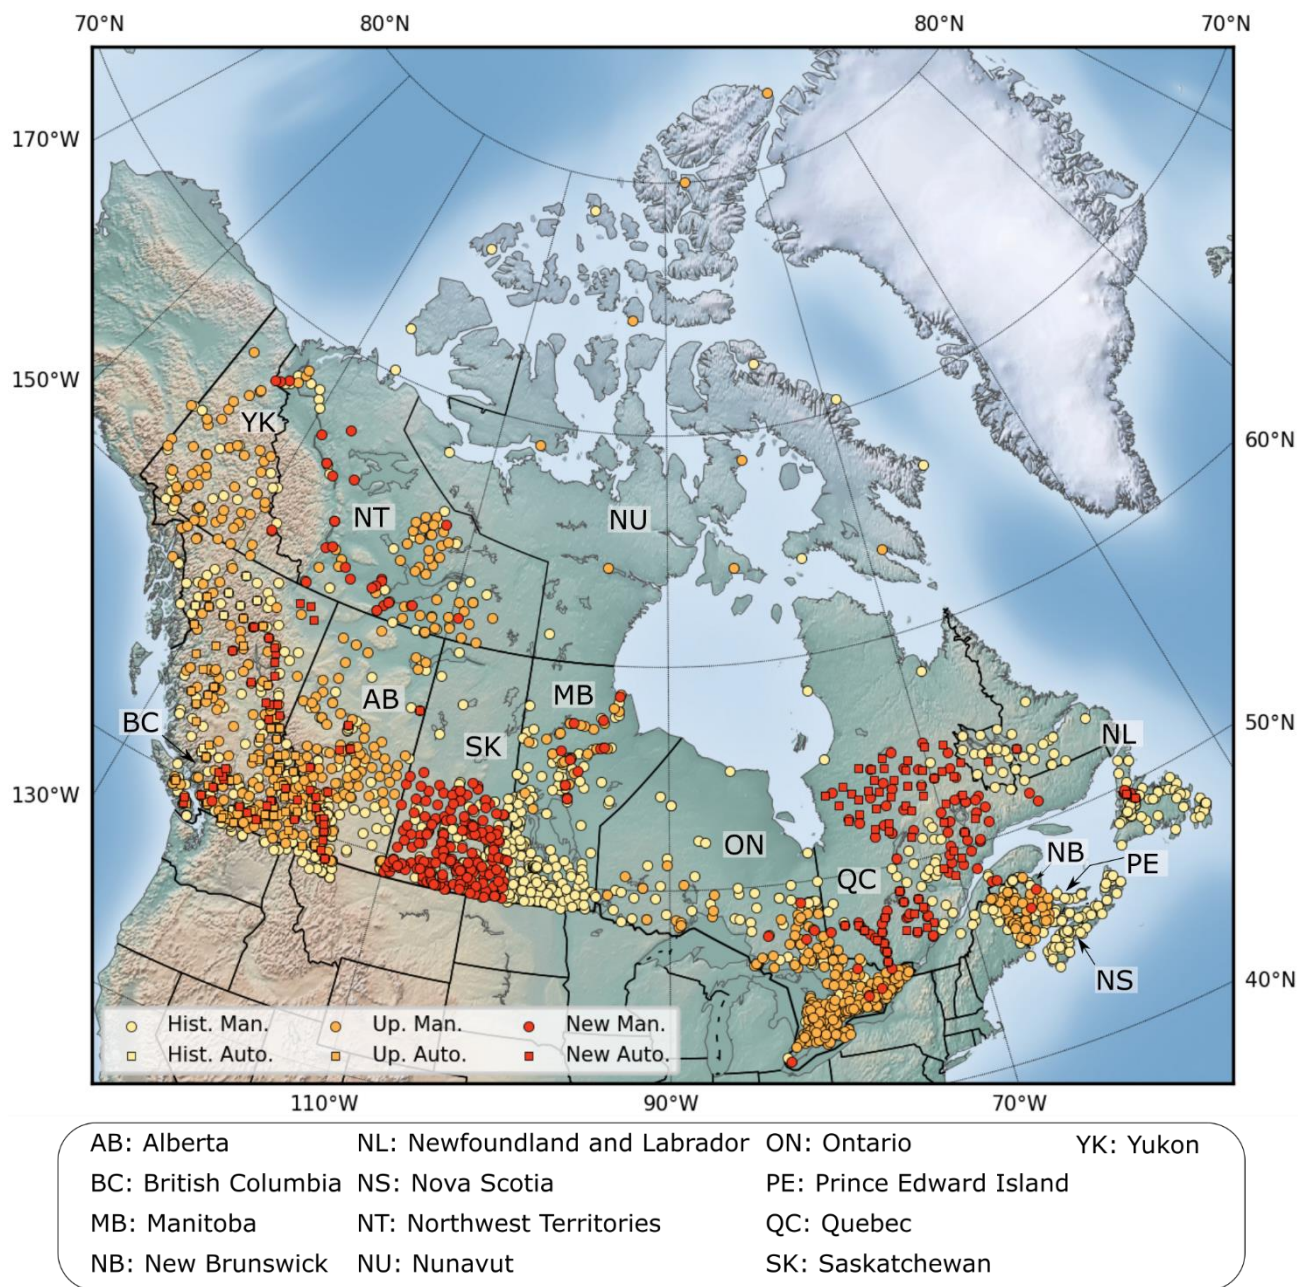 70°N 80°N 80°N 70°N
170°W
150°W
YK
60°N
NT NU
AB MB
BC
SK
NL
50°N
130°W
ON
NB PE
QC
NS
40°N
Hist. Man. Up. Man. New Man.
Hist. Auto. Up. Auto. New Auto.
110°W 90°W 70°W
AB: Alberta NL: Newfoundland and Labrador ON: Ontario YK: Yukon
BC: British Columbia NS: Nova Scotia PE: Prince Edward Island
MB: Manitoba NT: Northwest Territories QC: Quebec
NB: New Brunswick NU: Nunavut SK: Saskatchewan